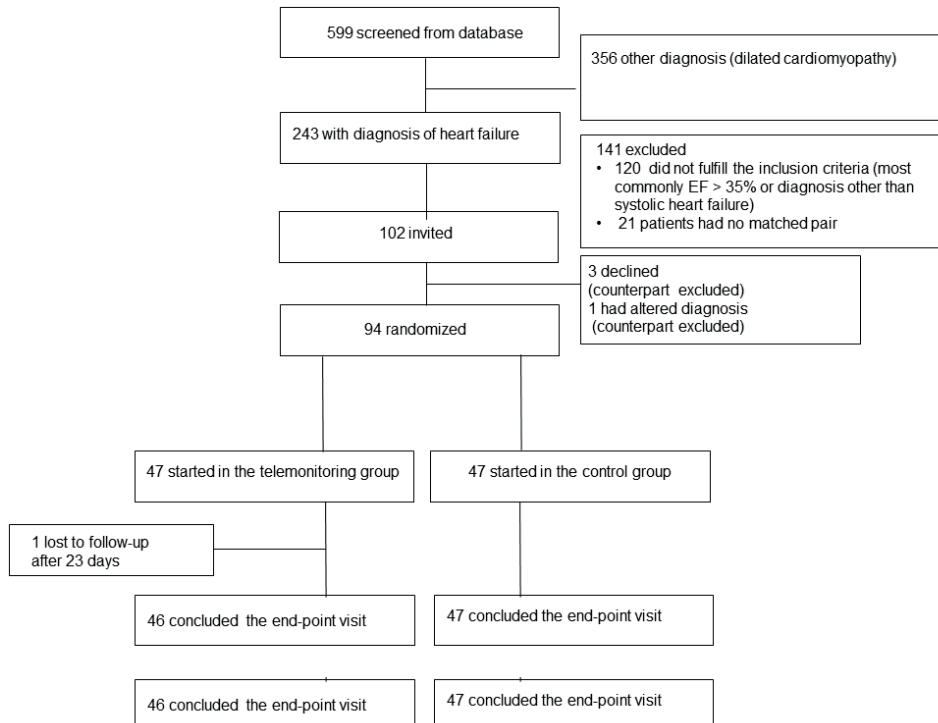 599 screened from database
356 other diagnosis (dilated cardiomyopathy)
243 with diagnosis of heart failure
141 excluded
• 120 did not fulfill the inclusion criteria (most
commonly EF > 35% or diagnosis other than
systolic heart failure)
• 21 patients had no matched pair
102 invited
3 declined
(counterpart excluded)
1 had altered diagnosis
(counterpart excluded)
94 randomized
47 started in the telemonitoring group
47 started in the control group
1 lost to follow-up
after 23 days
46 concluded the end-point visit
47 concluded the end-point visit
46 concluded the end-point visit
47 concluded the end-point visit